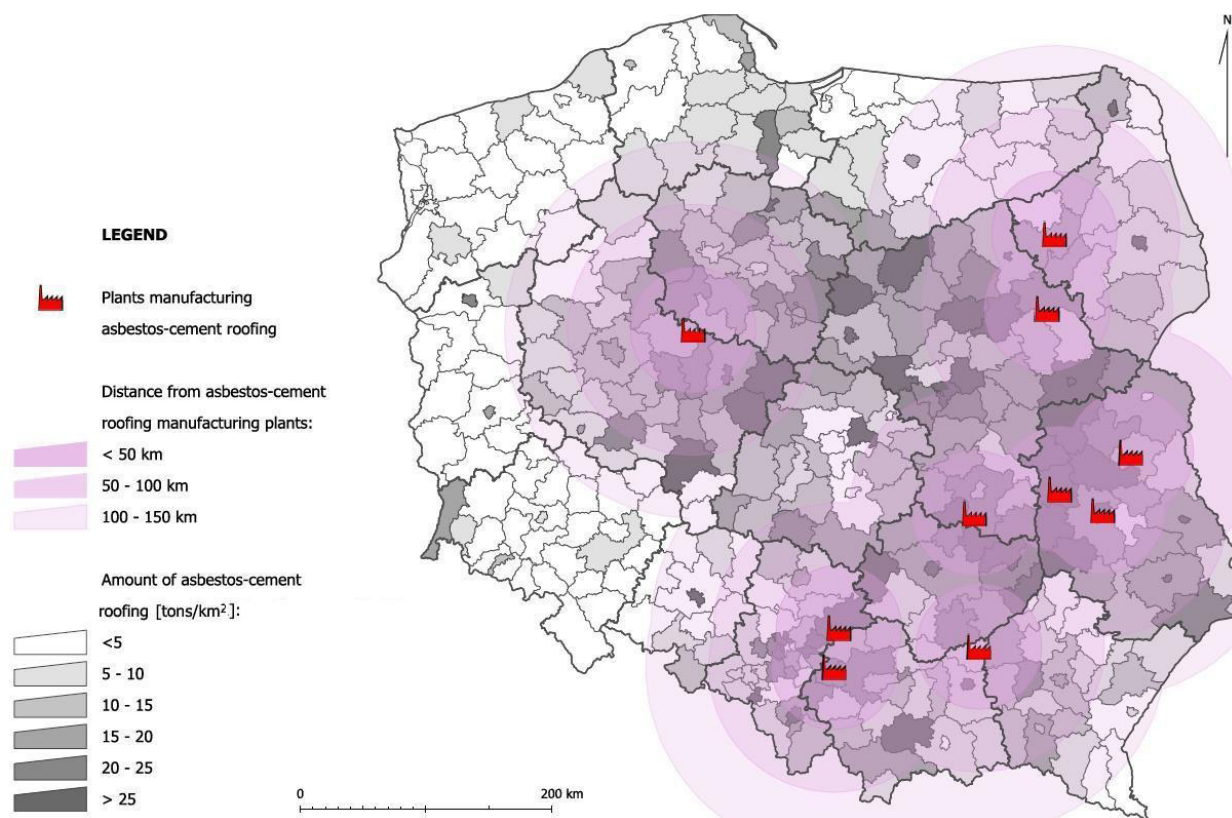 N
LEGEND
Plants manufacturing
asbestos-cement roofing
Distance from asbestos-cement
roofing manufacturing plants:
< 50 km
50 - 100 km
100 - 150 km
Amount of asbestos-cement
roofing [tons/km²]:
<5
5 - 10
10 - 15
15 - 20
20 - 25
> 25
0 200 km